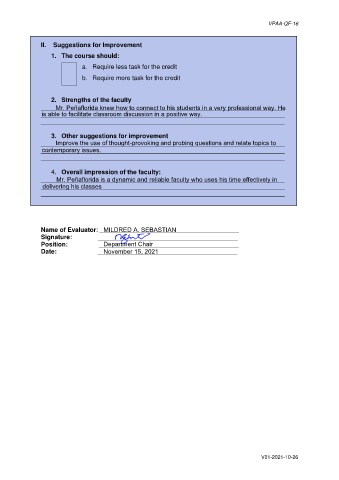 VPAA-QF-16
II. Suggestions for Improvement
1. The course should:
a. Require less task for the credit
b. Require more task for the credit
2. Strengths of the faculty
Mr. Peñaflorida knew how to connect to his students in a very professional way. He
is able to facilitate classroom discussion in a positive way.
3. Other suggestions for improvement
Improve the use of thought-provoking and probing questions and relate topics to
contemporary issues.
4. Overall impression of the faculty:
Mr. Peñaflorida is a dynamic and reliable faculty who uses his time effectively in
delivering his classes
Name of Evaluator: MILDRED A. SEBASTIAN
Signature:
Position: Department Chair
Date: November 15, 2021
V01-2021-10-26